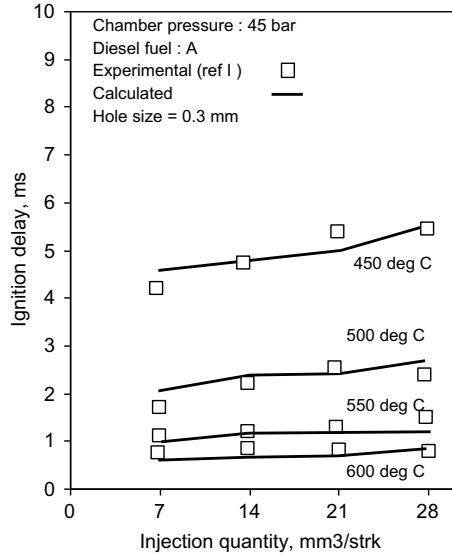 Chamber pressure : 45 bar
Diesel fuel : A
Experimental (ref I )
Calculated
Hole size = 0.3 mm
Ignition delay, ms
10
9
8
7
6
5
4
3
2
1
0
450 deg C
500 deg C
550 deg C
600 deg C
0 7 14 21 28
Injection quantity, mm3/strk